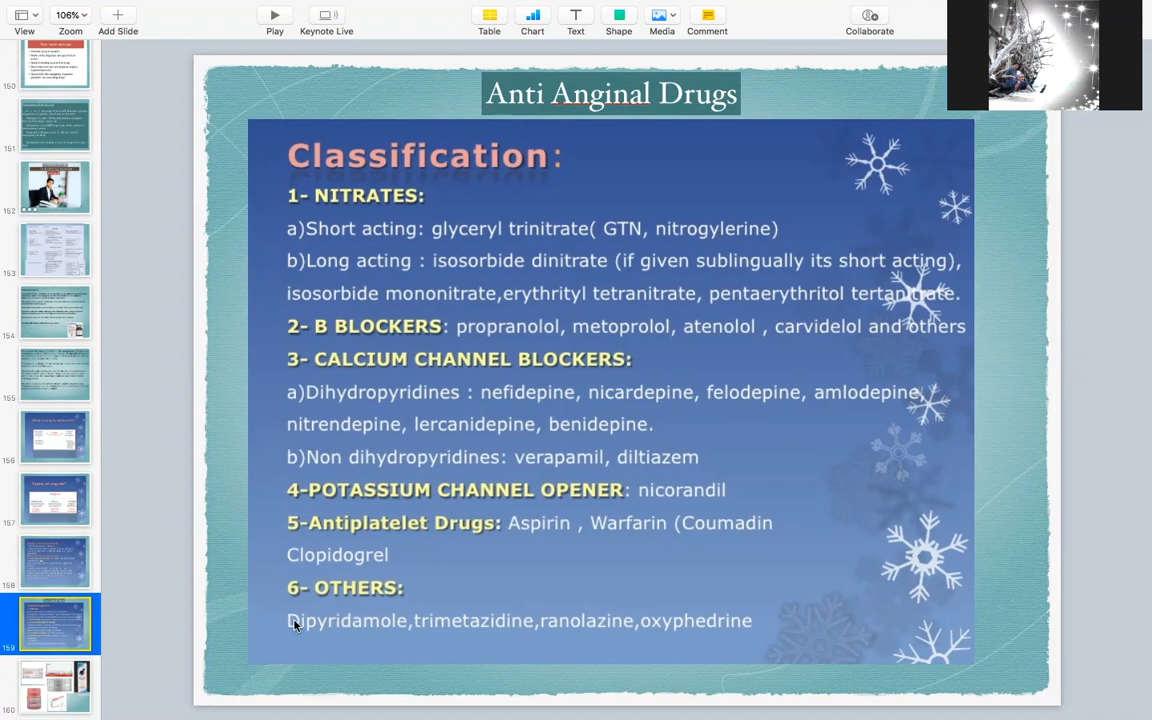 106%
View
Zoom
Add Slide
Play
Keynote Live
Table
Chart
Text
Shape
Media
Comment
Collaborate
150
151
152
153
154
155
156
157
158
159
160
Anti Anginal Drugs
Classification:
1- NITRATES:
a)Short acting: glyceryl trinitrate( GTN, nitrogylerine)
b)Long acting : isosorbide dinitrate (if given sublingually its short acting),
isosorbide mononitrate,erythrityl tetranitrate, pentaerythritol tertanitrate.
2- B BLOCKERS: propranolol, metoprolol, atenolol , carvidelol and others
3- CALCIUM CHANNEL BLOCKERS:
a)Dihydropyridines : nefidepine, nicardepine, felodepine, amlodepine,
nitrendepine, lercanidepine, benidepine.
b)Non dihydropyridines: verapamil, diltiazem
4-POTASSIUM CHANNEL OPENER: nicorandil
5-Antiplatelet Drugs: Aspirin , Warfarin (Coumadin
Clopidogrel
6- OTHERS:
Dipyridamole,trimetazidine,ranolazine,oxyphedrine